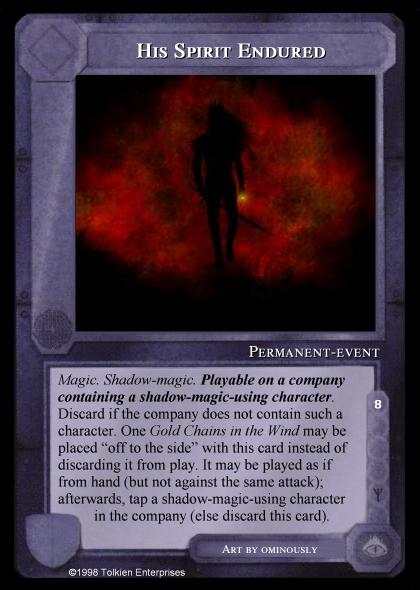 His Spirit Endured
Permanent-event
Magic. Shadow-magic. Playable on a company
containing a shadow-magic-using character.
Discard if the company does not contain such a
character. One Gold Chains in the Wind may be
placed “off to the side” with this card instead of
discarding it from play. It may be played as if
from hand (but not against the same attack);
afterwards, tap a shadow-magic-using character
in the company (else discard this card).
8
Art by ominously
©1998 Tolkien Enterprises